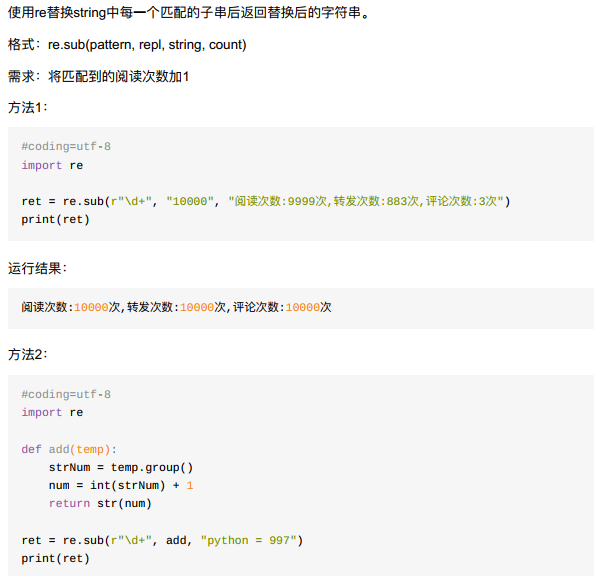 使用re替换string中每一个匹配的子串后返回替换后的字符串。
格式：re.sub(pattern, repl, string, count)
需求：将匹配到的阅读次数加1
方法1：
#coding=utf-8
import re
ret = re.sub(r"\d+", "10000", "阅读次数:9999次,转发次数:883次,评论次数:3次")
print(ret)
运行结果：
阅读次数:10000次,转发次数:10000次,评论次数:10000次
方法2：
#coding=utf-8
import re
def add(temp):
    strNum = temp.group()
    num = int(strNum) + 1
    return str(num)
ret = re.sub(r"\d+", add, "python = 997")
print(ret)